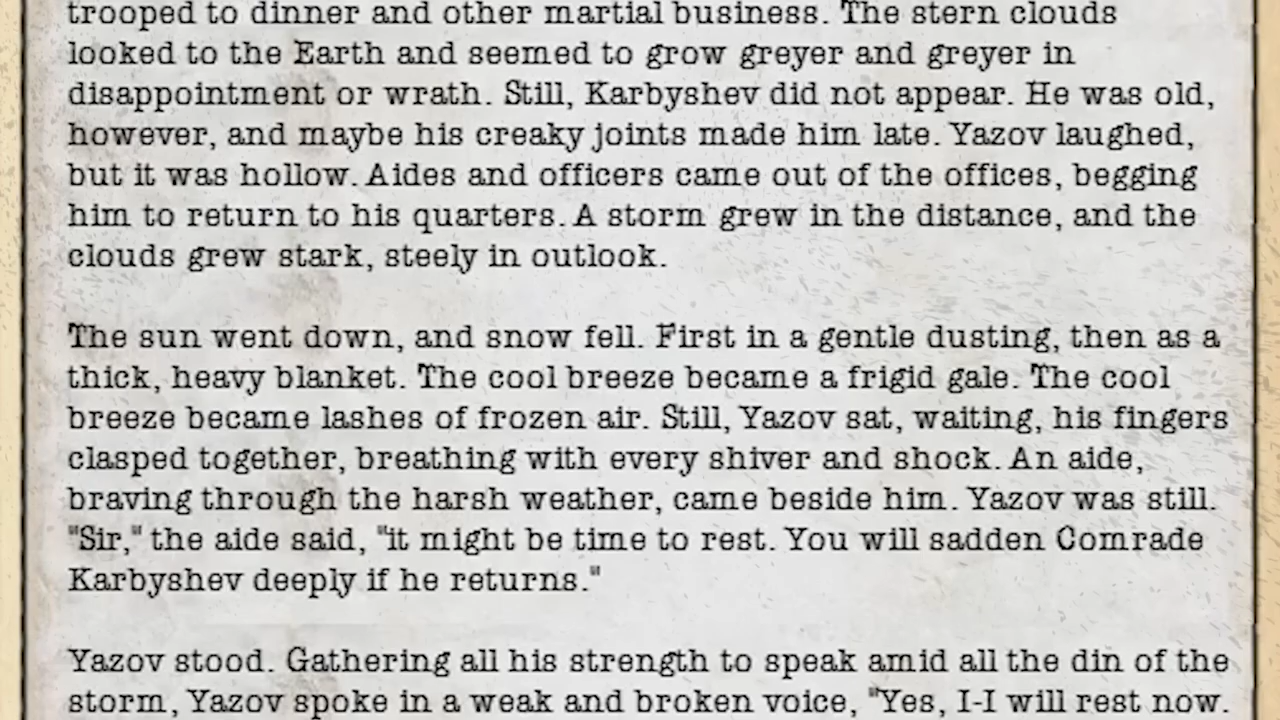 trooped to dinner and other martial business. The stern clouds
looked to the Earth and seemed to grow greyer and greyer in
disappointment or wrath. Still, Karbyshev did not appear. He was old,
however, and maybe his creaky joints made him late. Yazov laughed,
but it was hollow. Aides and officers came out of the offices, begging
him to return to his quarters. A storm grew in the distance, and the
clouds grew stark, steely in outlook.
The sun went down, and snow fell. First in a gentle dusting, then as a
thick, heavy blanket. The cool breeze became a frigid gale. The cool
breeze became lashes of frozen air. Still, Yazov sat, waiting, his fingers
clasped together, breathing with every shiver and shock. An aide,
braving through the harsh weather, came beside him. Yazov was still.
"Sir," the aide said, "it might be time to rest. You will sadden Comrade
Karbyshev deeply if he returns."
Yazov stood. Gathering all his strength to speak amid all the din of the
storm, Yazov spoke in a weak and broken voice, "Yes, I-I will rest now.